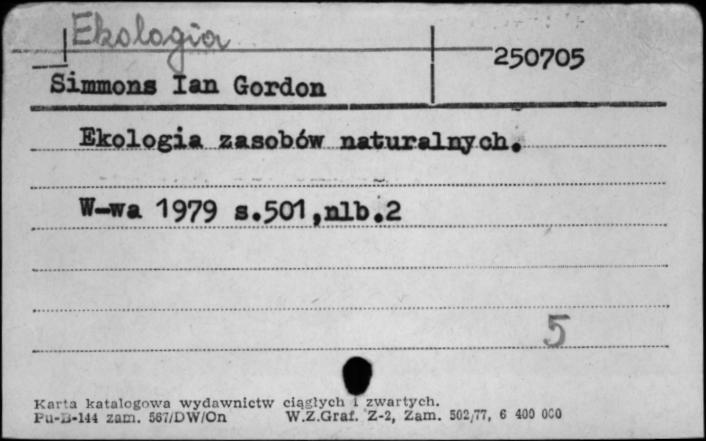 Ekologia
250705
Simmons Ian Gordon
Ekologia zasobów naturalnych.
W-wa 1979 s.501,nlb.2
5
Karta katalogowa wydawnictw ciągłych i zwartych.
Pu-B-144 zam. 567/DW/On W.Z.Graf. Z-2, Zam. 502/77, 6 400 000